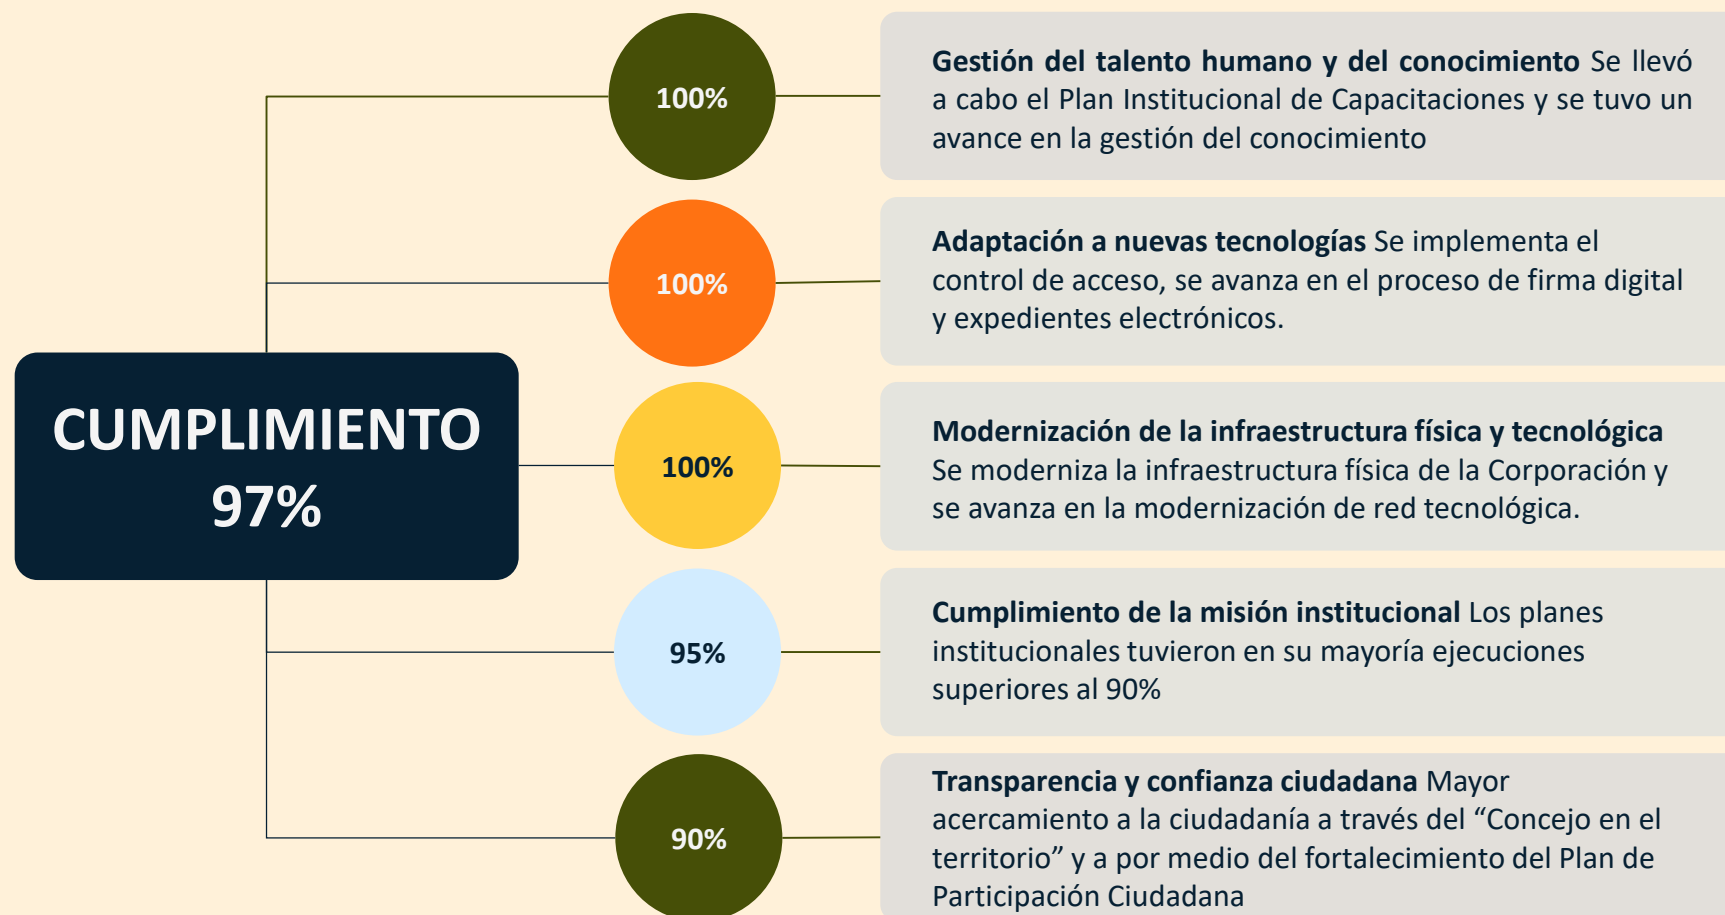 CUMPLIMIENTO
97%
100%
Gestión del talento humano y del conocimiento Se llevó
a cabo el Plan Institucional de Capacitaciones y se tuvo un
avance en la gestión del conocimiento
100%
Adaptación a nuevas tecnologías Se implementa el
control de acceso, se avanza en el proceso de firma digital
y expedientes electrónicos.
100%
Modernización de la infraestructura física y tecnológica
Se moderniza la infraestructura física de la Corporación y
se avanza en la modernización de red tecnológica.
95%
Cumplimiento de la misión institucional Los planes
institucionales tuvieron en su mayoría ejecuciones
superiores al 90%
90%
Transparencia y confianza ciudadana Mayor
acercamiento a la ciudadanía a través del “Concejo en el
territorio” y a por medio del fortalecimiento del Plan de
Participación Ciudadana